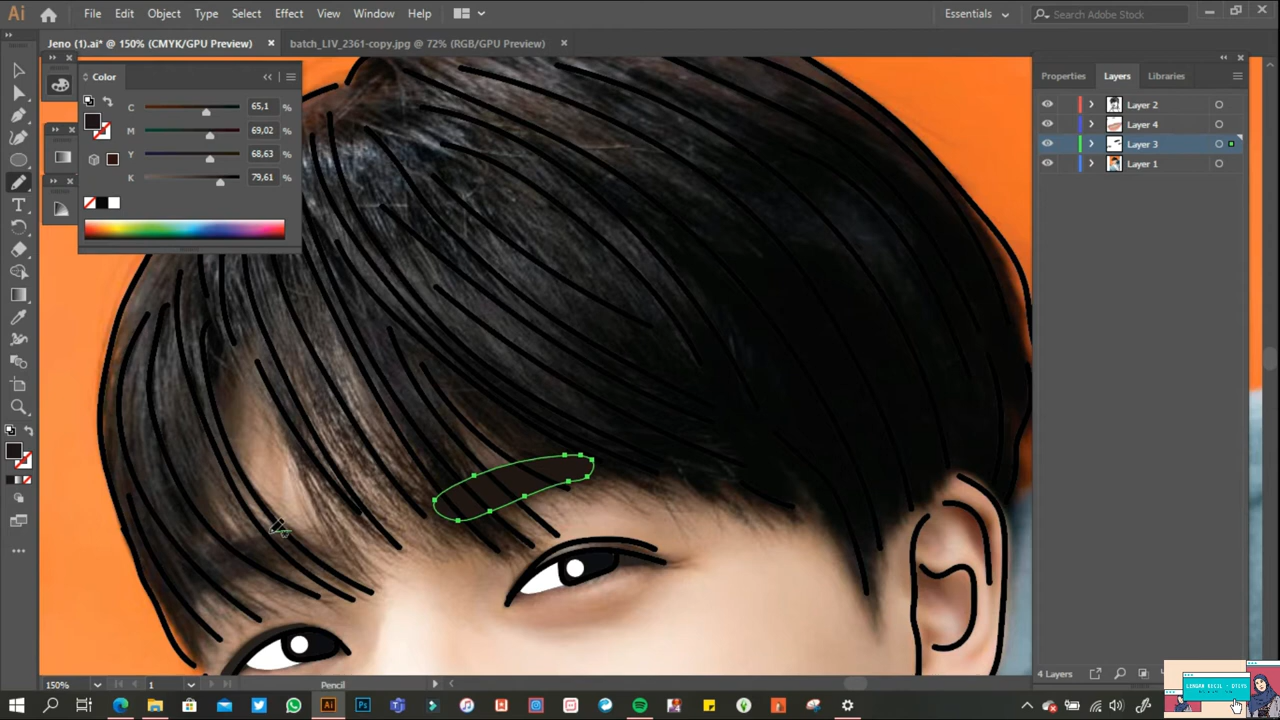 Ai
File Edit Object Type Select Effect View Window Help
Essentials
Search Adobe Stock
Jeno (1).ai* @ 150% (CMYK/GPU Preview)
batch_LIV_2361-copy.jpg @ 72% (RGB/GPU Preview)
Color
C 65,1 %
M 69,02 %
Y 68,63 %
K 79,61 %
Properties Layers Libraries
Layer 2
Layer 4
Layer 3
Layer 1
4 Layers
150% 1 Pencil
Ai Ps